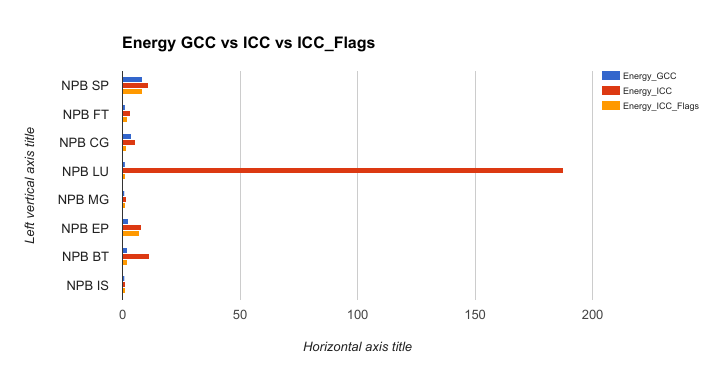 Energy GCC vs ICC vs ICC_Flags
Energy_GCC
Energy_ICC
Energy_ICC_Flags
Left vertical axis title
NPB SP
NPB FT
NPB CG
NPB LU
NPB MG
NPB EP
NPB BT
NPB IS
0 50 100 150 200
Horizontal axis title